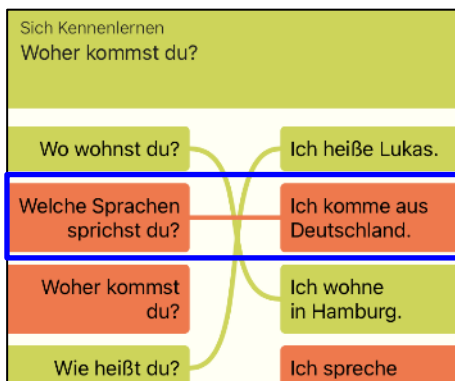 Sich Kennenlernen
Woher kommst du?
Wo wohnst du?
Ich heiße Lukas.
Welche Sprachen
sprichst du?
Ich komme aus
Deutschland.
Woher kommst
du?
Ich wohne
in Hamburg.
Wie heißt du?
Ich spreche